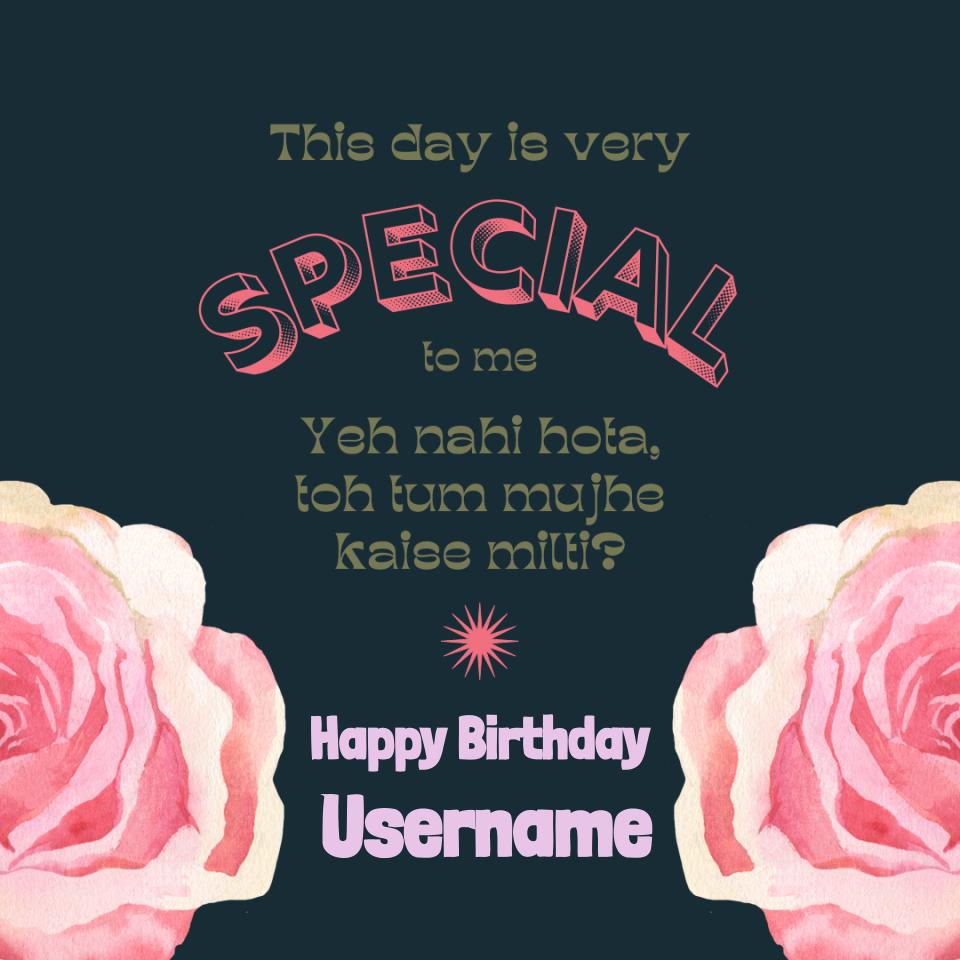 This day is very
SPECIAL
to me
Yeh nahi hota,
toh tum mujhe
kaise milti?
Happy Birthday
Username